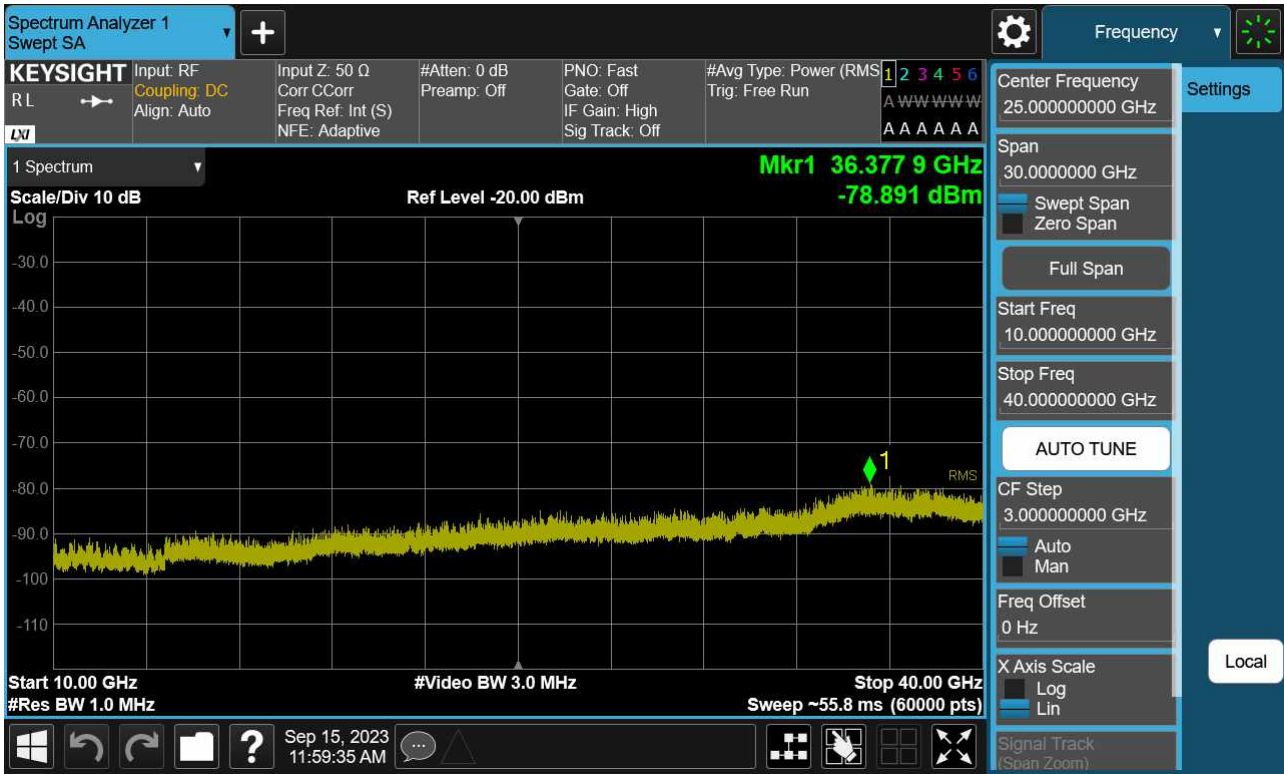 Spectrum Analyzer 1
Swept SA
+
Frequency
KEYSIGHT
R L
LXI
Input: RF
Coupling: DC
Align: Auto
Input Z: 50 Ω
Corr CCorr
Freq Ref: Int (S)
NFE: Adaptive
#Atten: 0 dB
Preamp: Off
PNO: Fast
Gate: Off
IF Gain: High
Sig Track: Off
#Avg Type: Power (RMS
Trig: Free Run
1 2 3 4 5 6
A W W W W W
A A A A A A
1 Spectrum
Scale/Div 10 dB
Log
Ref Level -20.00 dBm
Mkr1 36.377 9 GHz
-78.891 dBm
-30.0
-40.0
-50.0
-60.0
-70.0
-80.0
-90.0
-100
-110
1
RMS
Start 10.00 GHz
#Res BW 1.0 MHz
#Video BW 3.0 MHz
Stop 40.00 GHz
Sweep ~55.8 ms (60000 pts)
Center Frequency
25.000000000 GHz
Span
30.0000000 GHz
Swept Span
Zero Span
Full Span
Start Freq
10.000000000 GHz
Stop Freq
40.000000000 GHz
AUTO TUNE
CF Step
3.000000000 GHz
Auto
Man
Freq Offset
0 Hz
X Axis Scale
Log
Lin
Signal Track
(Span Zoom)
Settings
Local
?
Sep 15, 2023
11:59:35 AM